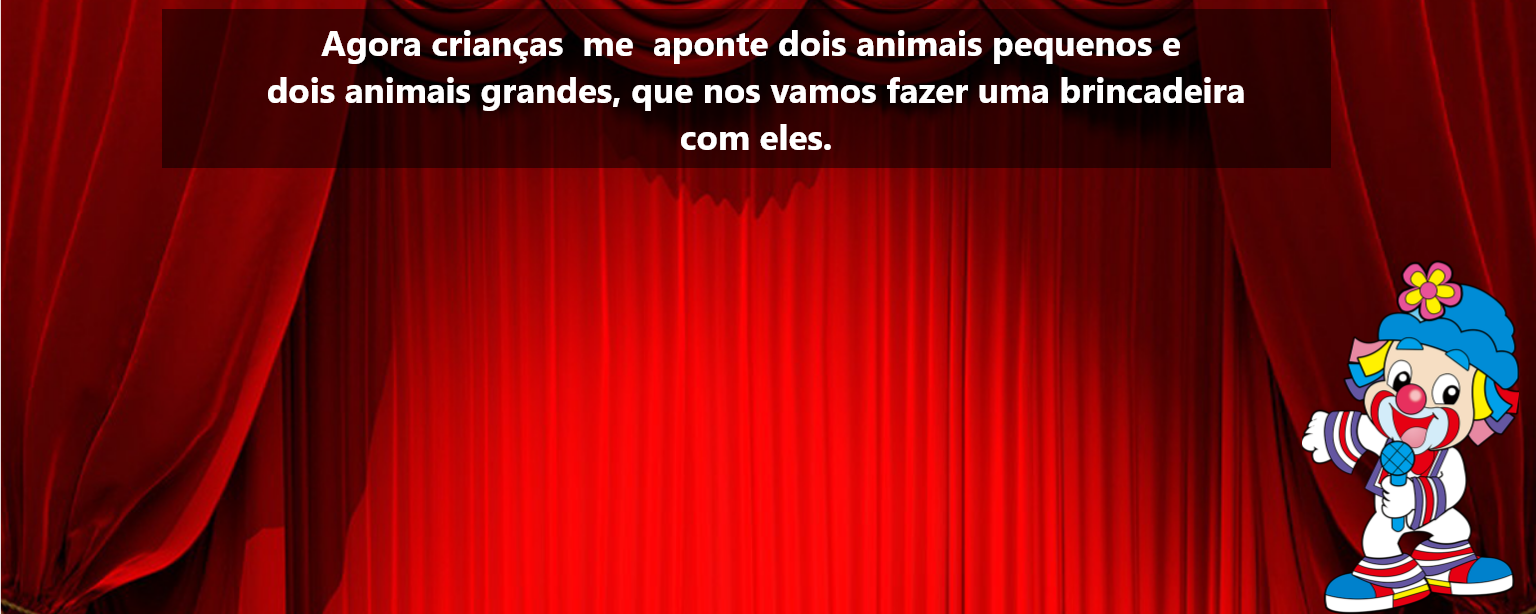 Agora crianças  me  aponte dois animais pequenos e
dois animais grandes, que nos vamos fazer uma brincadeira
com eles.